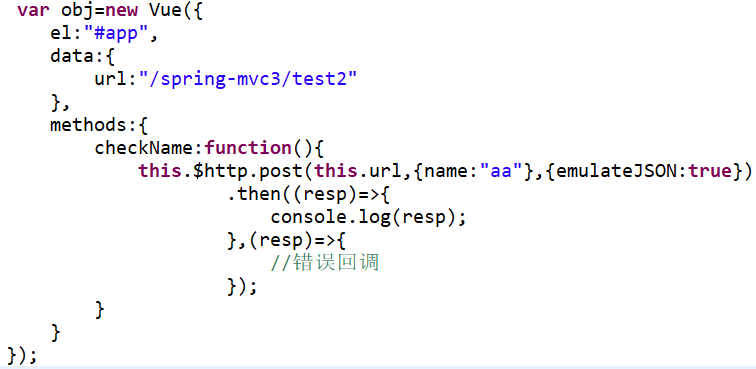 var obj=new Vue({
    el:"#app",
    data:{
        url:"/spring-mvc3/test2"
    },
    methods:{
        checkName:function(){
            this.$http.post(this.url,{name:"aa"},{emulateJSON:true})
                    .then((resp)=>{
                        console.log(resp);
                    },(resp)=>{
                        //错误回调
                    });
        }
    }
});